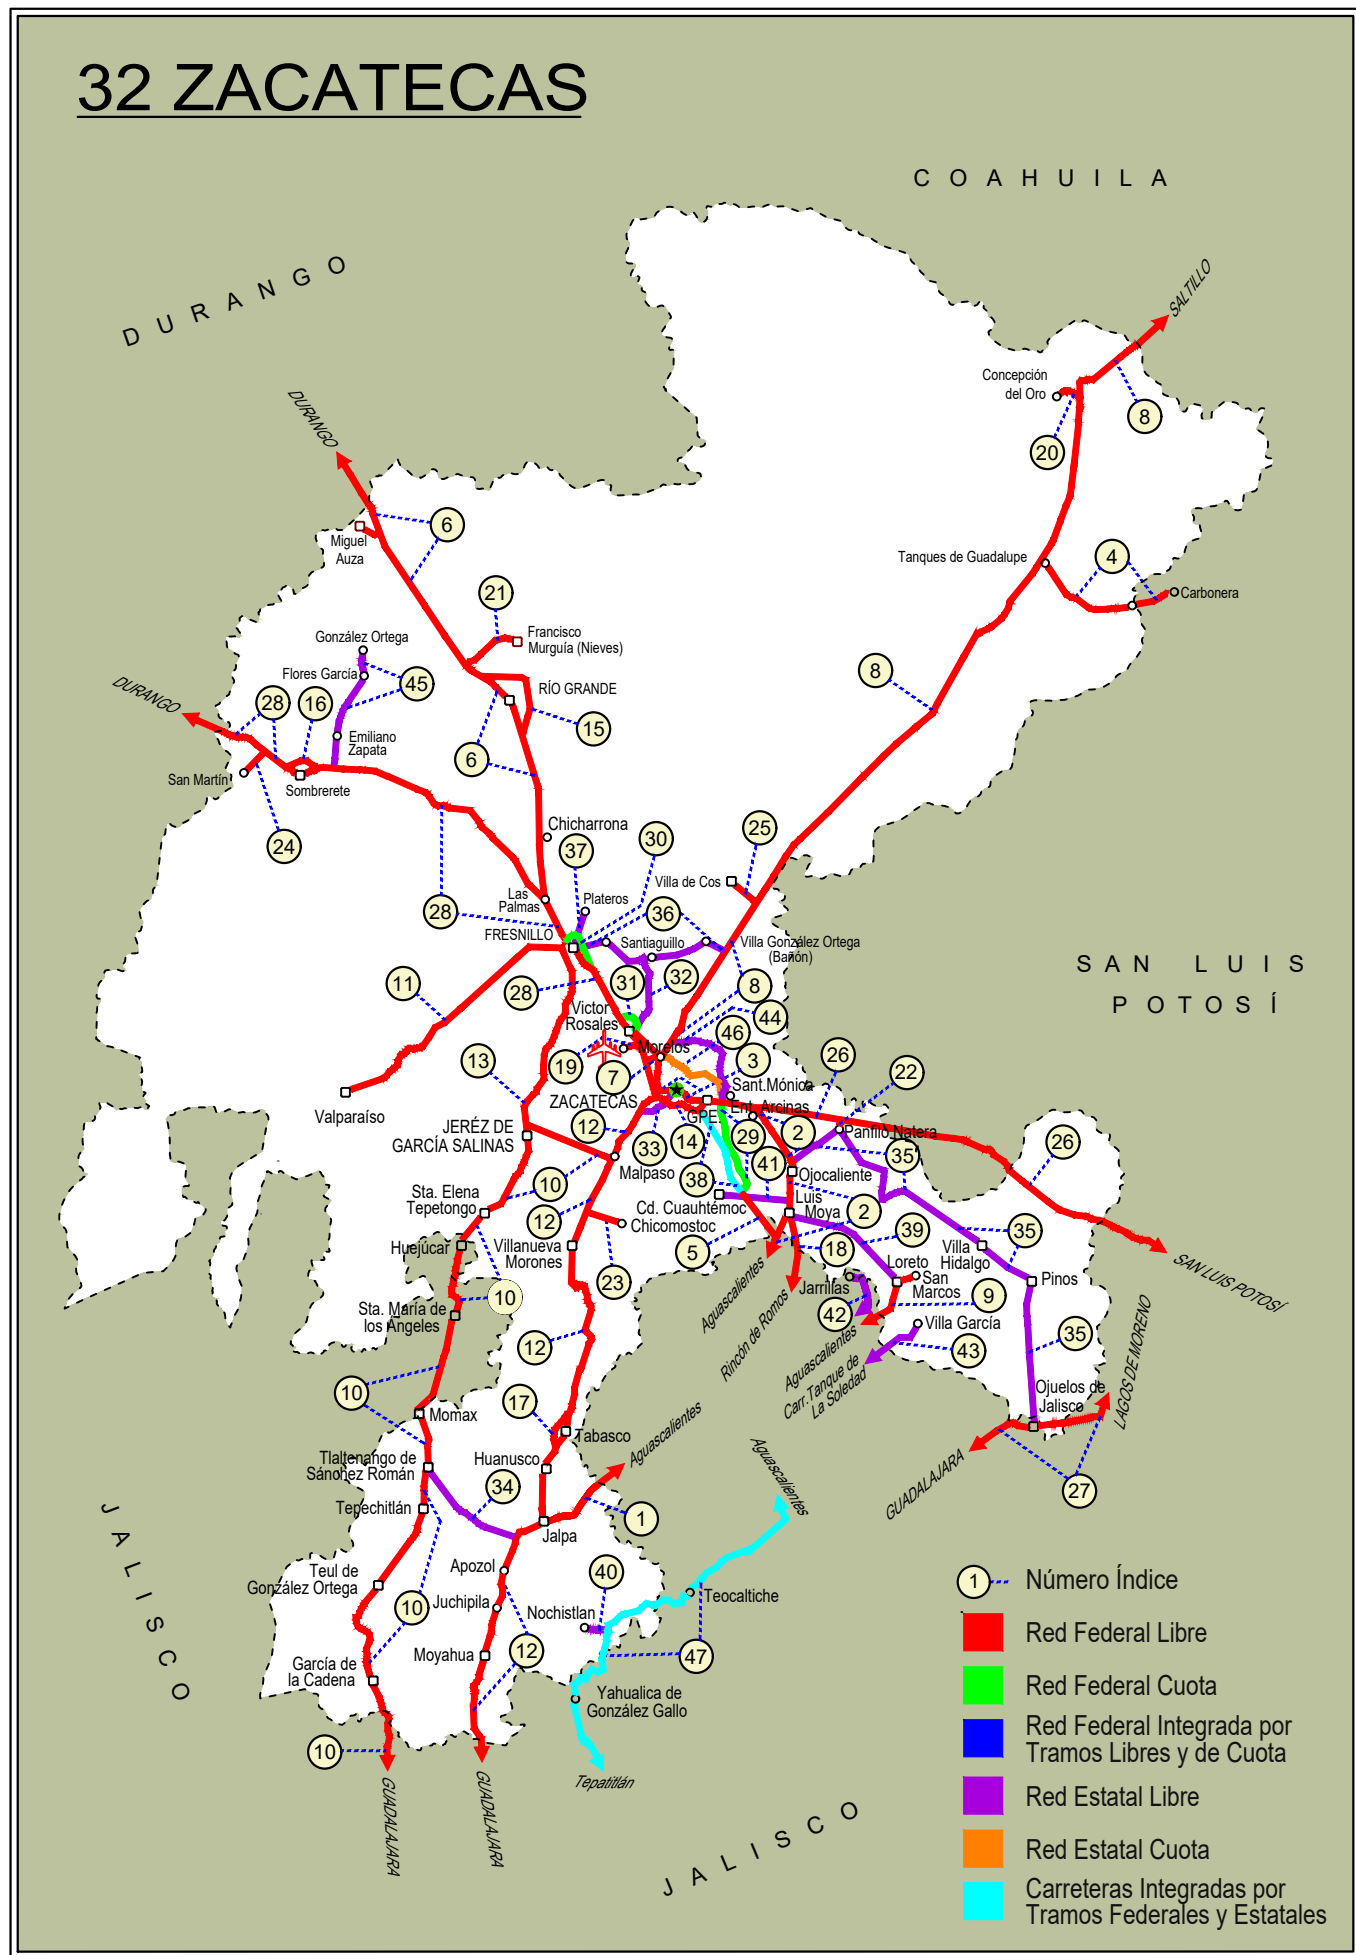 32 ZACATECAS
COAHUILA
DURANGO
SALTILLO
Concepción
del Oro
8
20
DURANGO
6
Miguel
Auza
Tanques de Guadalupe
4
Carbonera
21
Francisco
Murguía (Nieves)
González Ortega
Flores García
45
8
DURANGO
28
16
RÍO GRANDE
15
Emiliano
Zapata
6
San Martín
Sombrerete
24
Chicharrona
37
30
25
Villa de Cos
Las
Palmas
Plateros
28
36
FRESNILLO
Santiaguillo
Villa González Ortega
(Bañón)
SAN LUIS
POTOSÍ
11
28
31
32
8
Victor
Rosales
44
46
Morelos
3
26
22
13
19
7
Sant.Mónica
Valparaíso
ZACATECAS
GPE.
Ent. Arcinas
Panfilo Natera
JERÉZ DE
GARCÍA SALINAS
12
33
14
29
2
26
Malpaso
41
35
10
38
Ojocaliente
Sta. Elena
Tepetongo
12
Cd. Cuauhtémoc
Luis
Moya
2
Chicomostoc
39
35
Huejúcar
Villanueva
Morones
5
18
Villa
Hidalgo
SAN LUIS POTOSÍ
23
Loreto
San
Marcos
Pinos
10
Jarrillas
9
Sta. María de
los Ángeles
42
Villa García
35
12
Aguascalientes
Rincón de Romos
Aguascalientes
Carr.Tanque de
La Soledad
43
LAGOS DE MORENO
10
17
Ojuelos de
Jalisco
Momax
Tabasco
Aguascalientes
Aguascalientes
GUADALAJARA
Tlaltenango de
Sánchez Román
Huanusco
34
27
JALISCO
Tepechitlán
1
Jalpa
Apozol
Teul de
González Ortega
40
Teocaltiche
10
Juchipila
Nochistlan
Moyahua
12
47
García de
la Cadena
Yahualica de
González Gallo
10
Tepatitlán
GUADALAJARA
GUADALAJARA
JALISCO
1
Número Índice
Red Federal Libre
Red Federal Cuota
Red Federal Integrada por
Tramos Libres y de Cuota
Red Estatal Libre
Red Estatal Cuota
Carreteras Integradas por
Tramos Federales y Estatales